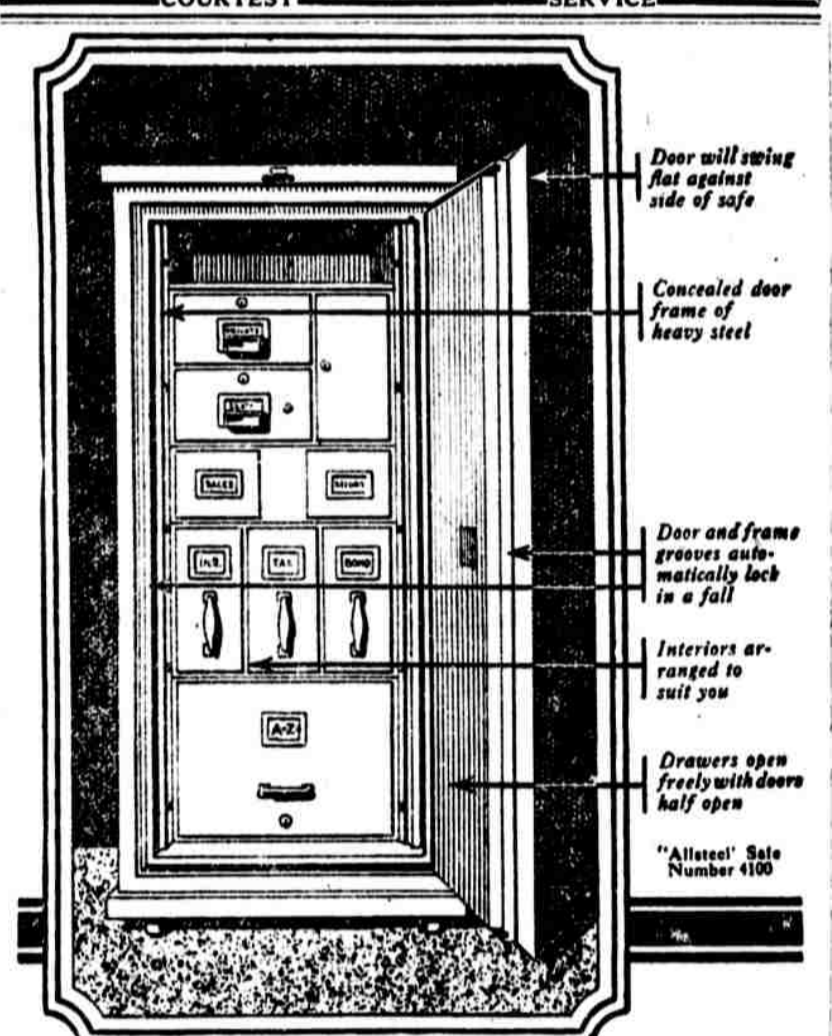 COURTESY SERVICE
Door will swing
flat against
side of safe
Concealed door
frame of
heavy steel
PRIVATE
SALES
INS.
TAX
BOND
Door and frame
grooves auto-
matically lock
in a fall
Interiors ar-
ranged to
suit you
A-Z
Drawers open
freely with doors
half open
"Allsteel' Safe
Number 4100